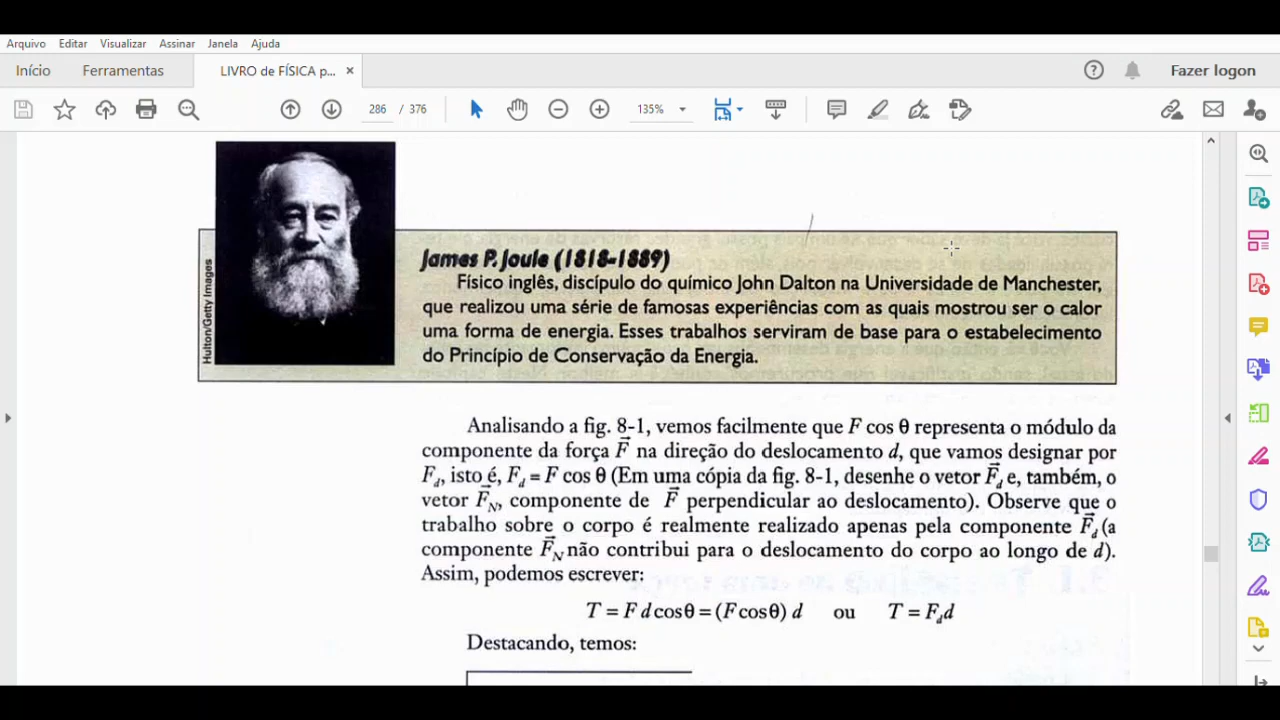 Arquivo Editar Visualizar Assinar Janela Ajuda
Início Ferramentas LIVRO de FÍSICA p... × Fazer logon
286 / 376 135%
Hulton/Getty Images
James P. Joule (1818-1889)
Físico inglês, discípulo do químico John Dalton na Universidade de Manchester,
que realizou uma série de famosas experiências com as quais mostrou ser o calor
uma forma de energia. Esses trabalhos serviram de base para o estabelecimento
do Princípio de Conservação da Energia.
Analisando a fig. 8-1, vemos facilmente que F cos θ representa o módulo da
componente da força F⃗ na direção do deslocamento d, que vamos designar por
F_d, isto é, F_d = F cos θ (Em uma cópia da fig. 8-1, desenhe o vetor F⃗_d e, também, o
vetor F⃗_N, componente de F⃗ perpendicular ao deslocamento). Observe que o
trabalho sobre o corpo é realmente realizado apenas pela componente F⃗_d (a
componente F⃗_N não contribui para o deslocamento do corpo ao longo de d).
Assim, podemos escrever:
T = F d cosθ = (F cosθ) d ou T = F_d d
Destacando, temos: